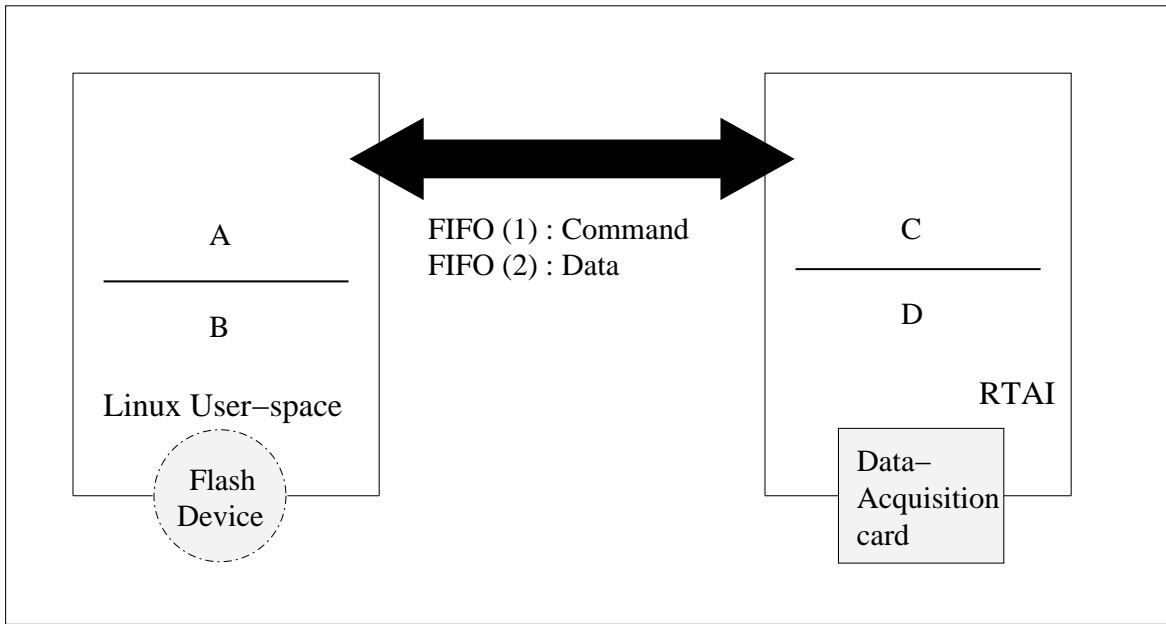 A
B
Linux User−space
Flash
Device
FIFO (1) : Command
FIFO (2) : Data
C
D
RTAI
Data−
Acquisition
card